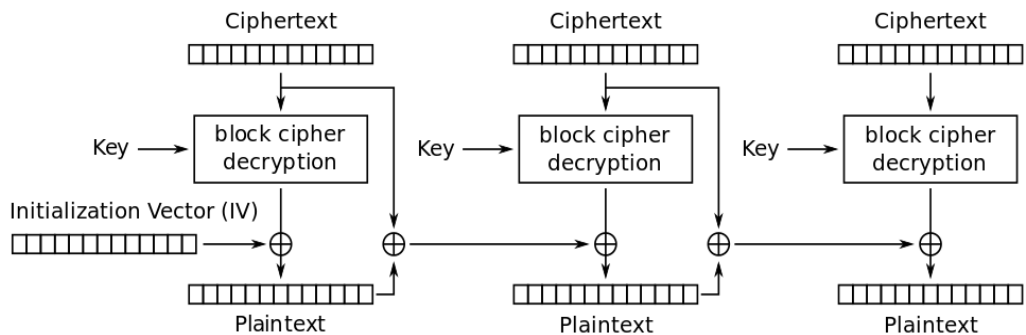 Ciphertext
Ciphertext
Ciphertext
Key
block cipher
decryption
Key
block cipher
decryption
Key
block cipher
decryption
Initialization Vector (IV)
Plaintext
Plaintext
Plaintext